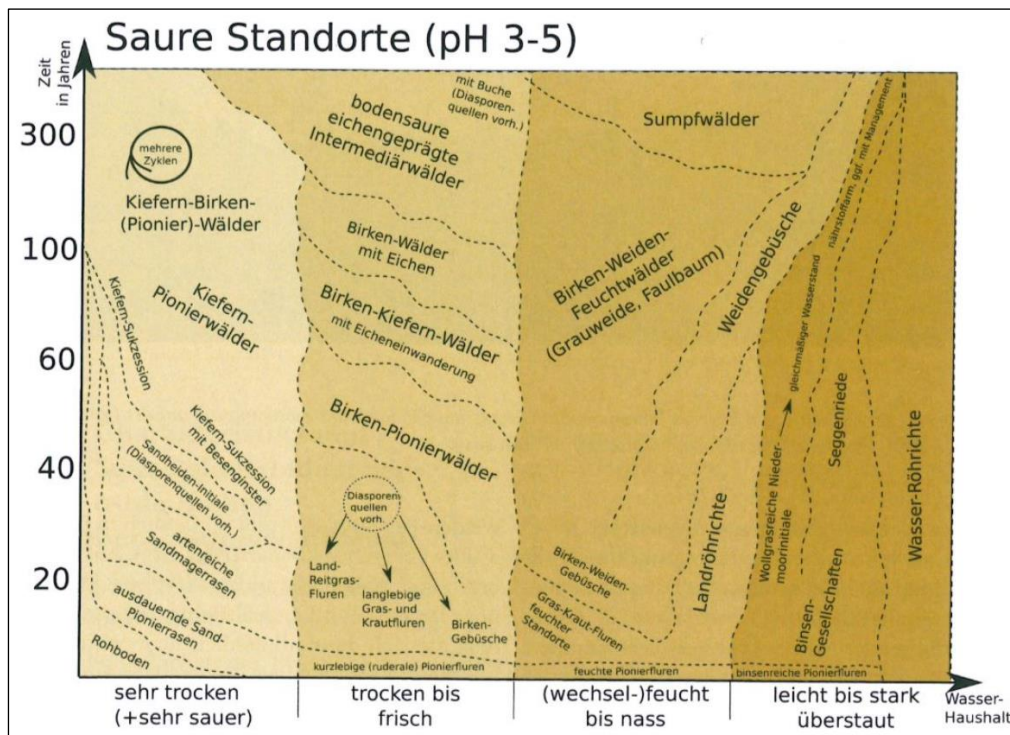 Saure Standorte (pH 3-5)
Zeit
in Jahren
300
100
60
40
20
mehrere
Zyklen
Kiefern-Birken-
(Pionier)-Wälder
Kiefern-
Pionierwälder
Kiefern-Sukzession
Kiefern-Sukzession
mit Besenginster
Sandheiden-Initiale
(Diasporenquellen vorh.)
artenreiche
Sandmagerrasen
ausdauernde Sand-
Pionierrasen
Rohboden
bodensaure
eichengeprägte
Intermediärwälder
mit Buche
(Diasporen-
quellen vorh.)
Birken-Wälder
mit Eichen
Birken-Kiefern-Wälder
mit Eicheneinwanderung
Birken-Pionierwälder
Diasporen
quellen
vorh.
Land-
Reitgras-
Fluren
langlebige
Gras- und
Krautfluren
Birken-
Gebüsche
kurzlebige (ruderale) Pionierfluren
Sumpfwälder
Birken-Weiden-
Feuchtwälder
(Grauweide, Faulbaum)
Birken-Weiden-
Gebüsche
Gras-Kraut-Fluren
feuchter
Standorte
feuchte Pionierfluren
Weidengebüsche
Landröhrichte
Wollgrasreiche Nieder-
moorinitiale
gleichmäßiger Wasserstand
nährstoffarm, ggf. mit Management
Seggenriede
Binsen-
Gesellschaften
binsenreiche Pionierfluren
Wasser-Röhrichte
sehr trocken
(+sehr sauer)
trocken bis
frisch
(wechsel-)feucht
bis nass
leicht bis stark
überstaut
Wasser-
Haushalt